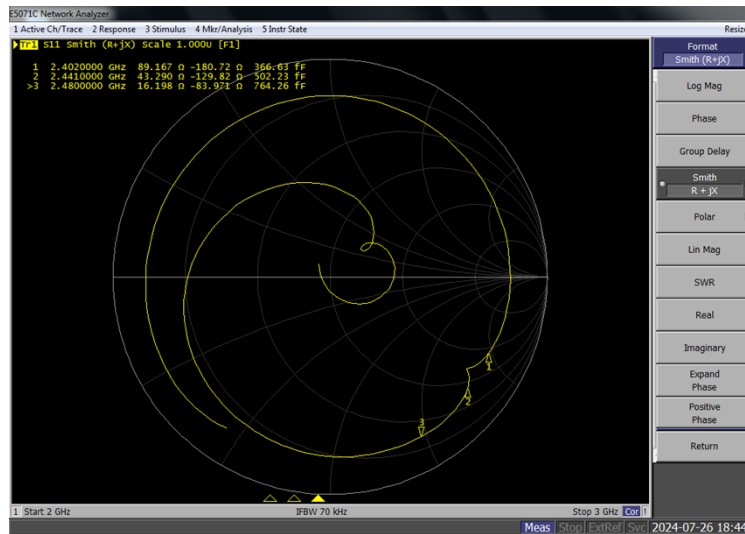 E5071C Network Analyzer
1 Active Ch/Trace 2 Response 3 Stimulus 4 Mkr/Analysis 5 Instr State
Resize
Tr1 S11 Smith (R+jX) Scale 1.000U [F1]
1 2.4020000 GHz 89.167 Ω -180.72 Ω 366.63 fF
2 2.4410000 GHz 43.290 Ω -129.82 Ω 502.23 fF
>3 2.4800000 GHz 16.198 Ω -83.971 Ω 764.26 fF
1
2
3
Format
Smith (R+jX)
Log Mag
Phase
Group Delay
Smith
R + jX
Polar
Lin Mag
SWR
Real
Imaginary
Expand
Phase
Positive
Phase
Return
1 Start 2 GHz IFBW 70 kHz Stop 3 GHz Cor !
Meas Stop ExtRef Svc 2024-07-26 18:44